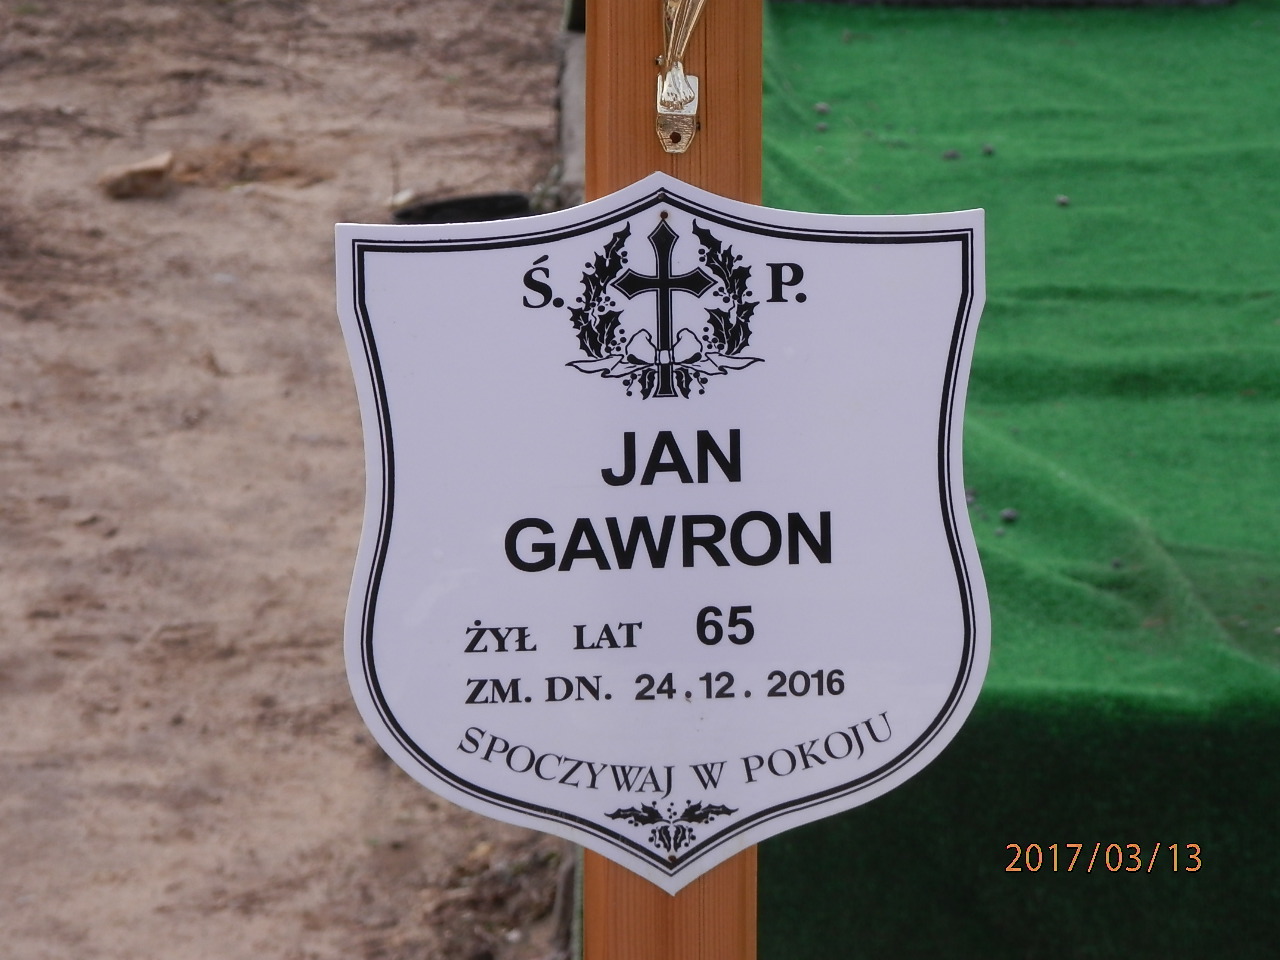 Ś. P.
JAN
GAWRON
ŻYŁ LAT 65
ZM. DN. 24.12.2016
SPOCZYWAJ W POKOJU
2017/03/13